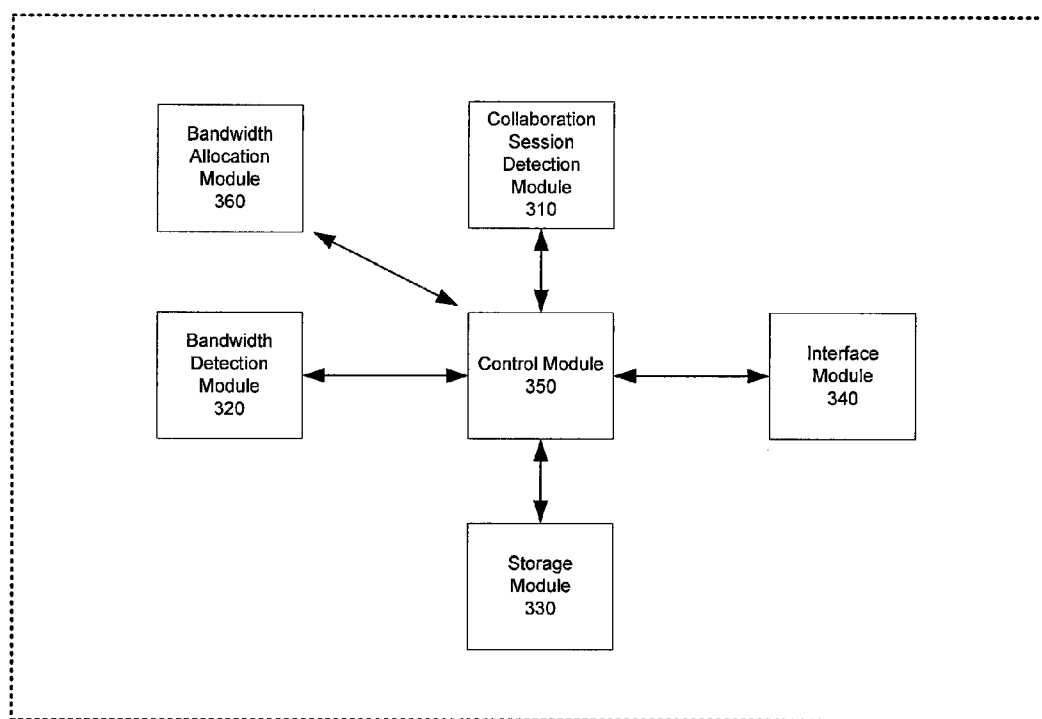 Bandwidth
Allocation
Module
360
Collaboration
Session
Detection
Module
310
Bandwidth
Detection
Module
320
Control Module
350
Interface
Module
340
Storage
Module
330